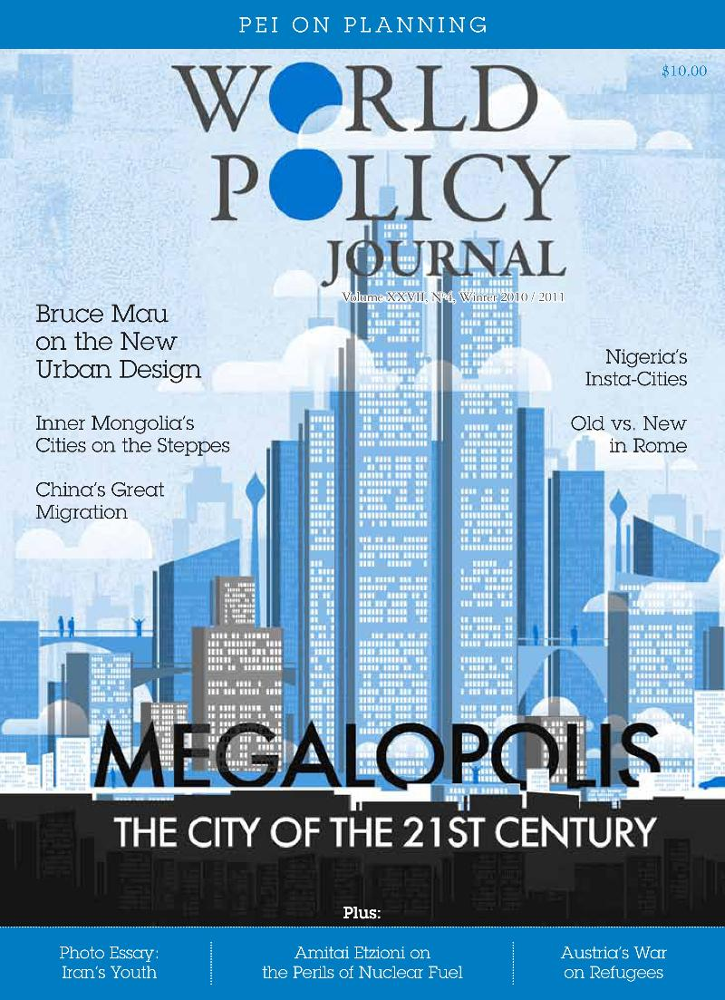 PEI ON PLANNING
$10.00
WORLD
POLICY
JOURNAL
Volume XXVII, Nº4, Winter 2010 / 2011
Bruce Mau
on the New
Urban Design
Inner Mongolia's
Cities on the Steppes
China's Great
Migration
Nigeria's
Insta-Cities
Old vs. New
in Rome
MEGALOPOLIS
THE CITY OF THE 21ST CENTURY
Plus:
Photo Essay:
Iran's Youth
Amitai Etzioni on
the Perils of Nuclear Fuel
Austria's War
on Refugees